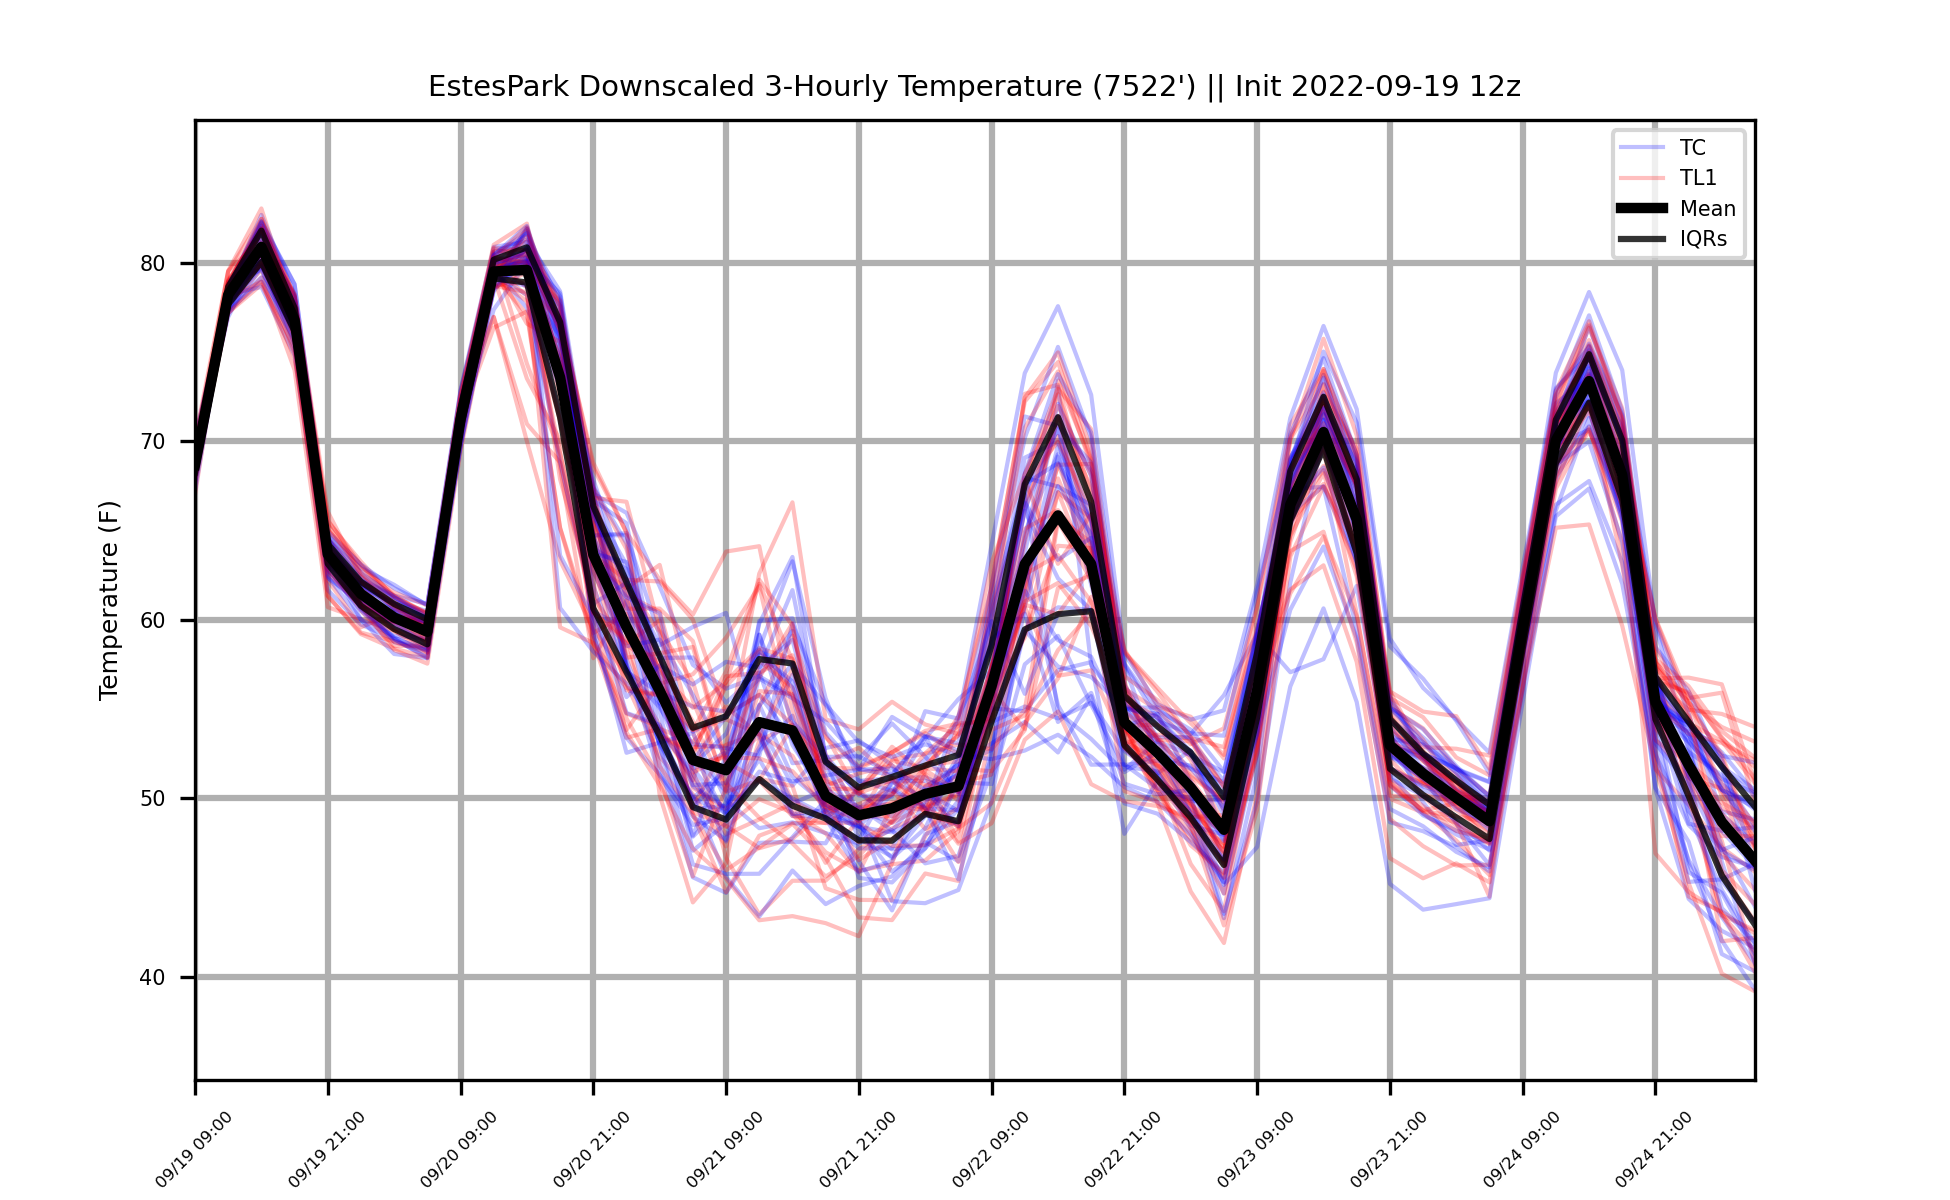 EstesPark Downscaled 3-Hourly Temperature (7522') || Init 2022-09-19 12z
TC
TL1
Mean
IQRs
Temperature (F)
80
70
60
50
40
09/19 09:00
09/19 21:00
09/20 09:00
09/20 21:00
09/21 09:00
09/21 21:00
09/22 09:00
09/22 21:00
09/23 09:00
09/23 21:00
09/24 09:00
09/24 21:00